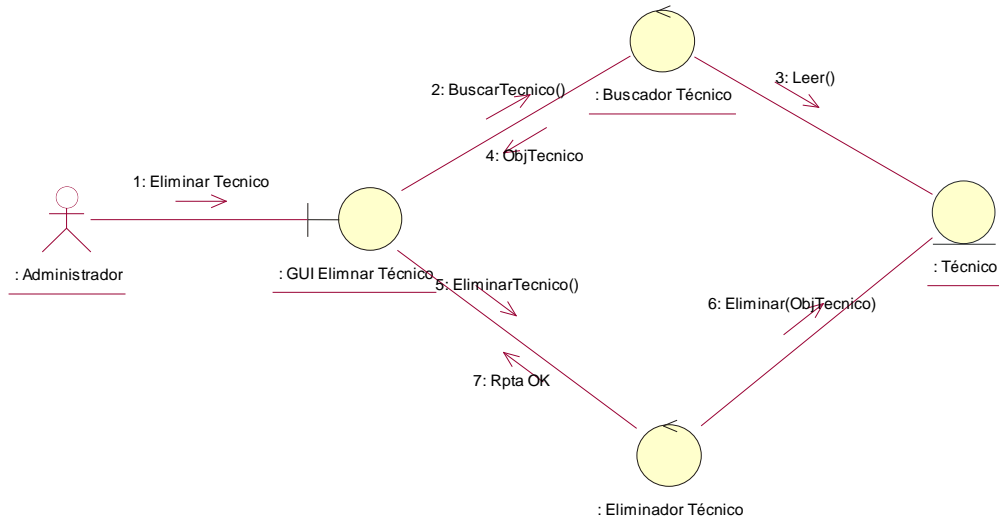 : Buscador Técnico
2: BuscarTecnico()
3: Leer()
4: ObjTecnico
1: Eliminar Tecnico
: Administrador
: GUI Elimnar Técnico
: Técnico
5: EliminarTecnico()
6: Eliminar(ObjTecnico)
7: Rpta OK
: Eliminador Técnico